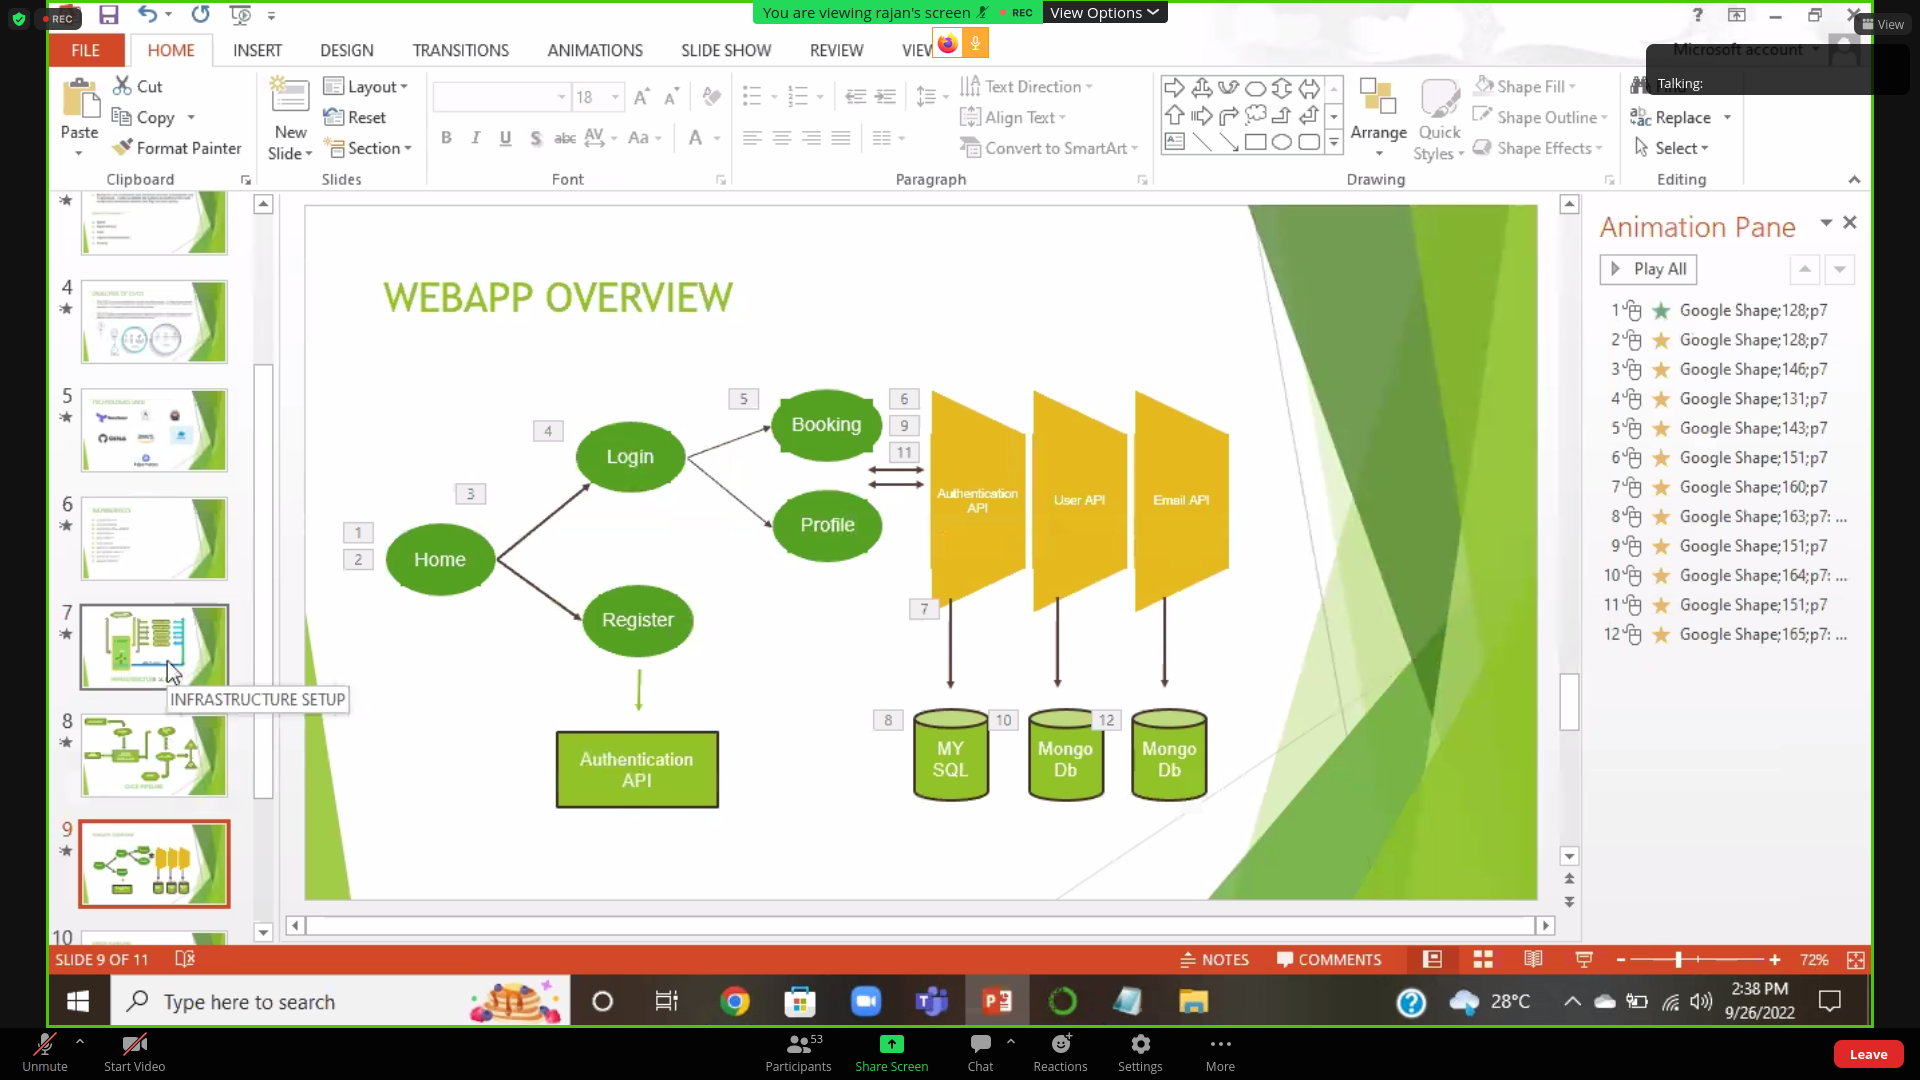 REC
You are viewing rajan's screen
REC
View Options
View
FILE
HOME
INSERT
DESIGN
TRANSITIONS
ANIMATIONS
SLIDE SHOW
REVIEW
VIEW
Microsoft account
Talking:
Paste
Cut
Copy
Format Painter
Clipboard
New Slide
Layout
Reset
Section
Slides
18
Font
Text Direction
Align Text
Convert to SmartArt
Paragraph
Arrange
Quick Styles
Shape Fill
Shape Outline
Shape Effects
Drawing
Replace
Select
Editing
4
5
6
7
INFRASTRUCTURE SETUP
8
9
10
WEBAPP OVERVIEW
1
2
3
4
5
6
9
11
7
8
10
12
Home
Login
Register
Booking
Profile
Authentication
API
User API
Email API
Authentication
API
MY
SQL
Mongo
Db
Mongo
Db
Animation Pane
Play All
1 Google Shape;128;p7
2 Google Shape;128;p7
3 Google Shape;146;p7
4 Google Shape;131;p7
5 Google Shape;143;p7
6 Google Shape;151;p7
7 Google Shape;160;p7
8 Google Shape;163;p7: ...
9 Google Shape;151;p7
10 Google Shape;164;p7: ...
11 Google Shape;151;p7
12 Google Shape;165;p7: ...
SLIDE 9 OF 11
NOTES
COMMENTS
72%
Type here to search
28°C
2:38 PM
9/26/2022
Unmute
Start Video
53
Participants
Share Screen
Chat
Reactions
Settings
More
Leave